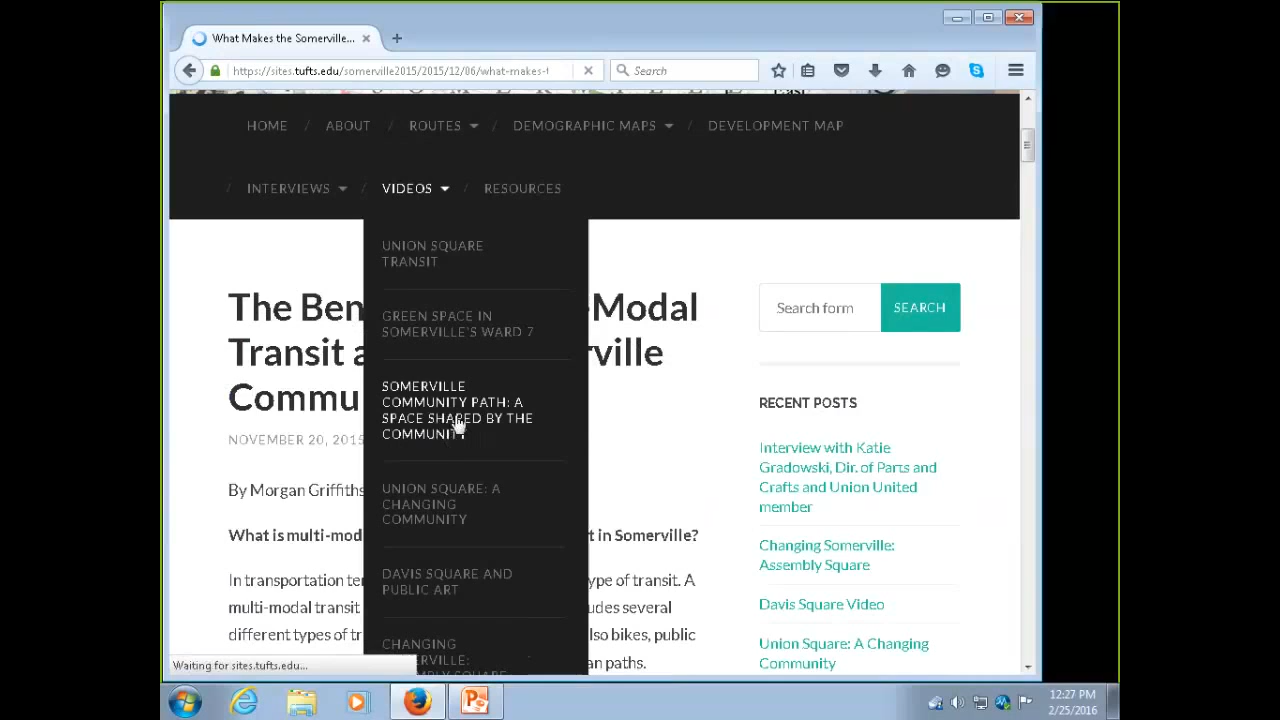 What Makes the Somerville...
https://sites.tufts.edu/somerville2015/2015/12/06/what-makes-t
Search
HOME / ABOUT / ROUTES / DEMOGRAPHIC MAPS / DEVELOPMENT MAP
/ INTERVIEWS / VIDEOS / RESOURCES
UNION SQUARE
TRANSIT
GREEN SPACE IN
SOMERVILLE'S WARD 7
SOMERVILLE
COMMUNITY PATH: A
SPACE SHAPED BY THE
COMMUNITY
UNION SQUARE: A
CHANGING
COMMUNITY
DAVIS SQUARE AND
PUBLIC ART
CHANGING
The Ben
-Modal
Transit a
rville
Commu
NOVEMBER 20, 2015
By Morgan Griffiths
What is multi-mod
t in Somerville?
In transportation te
ype of transit. A
multi-modal transit
udes several
different types of tr
lso bikes, public
an paths.
Search form
SEARCH
RECENT POSTS
Interview with Katie
Gradowski, Dir. of Parts and
Crafts and Union United
member
Changing Somerville:
Assembly Square
Davis Square Video
Union Square: A Changing
Community
Waiting for sites.tufts.edu...
12:27 PM
2/25/2016